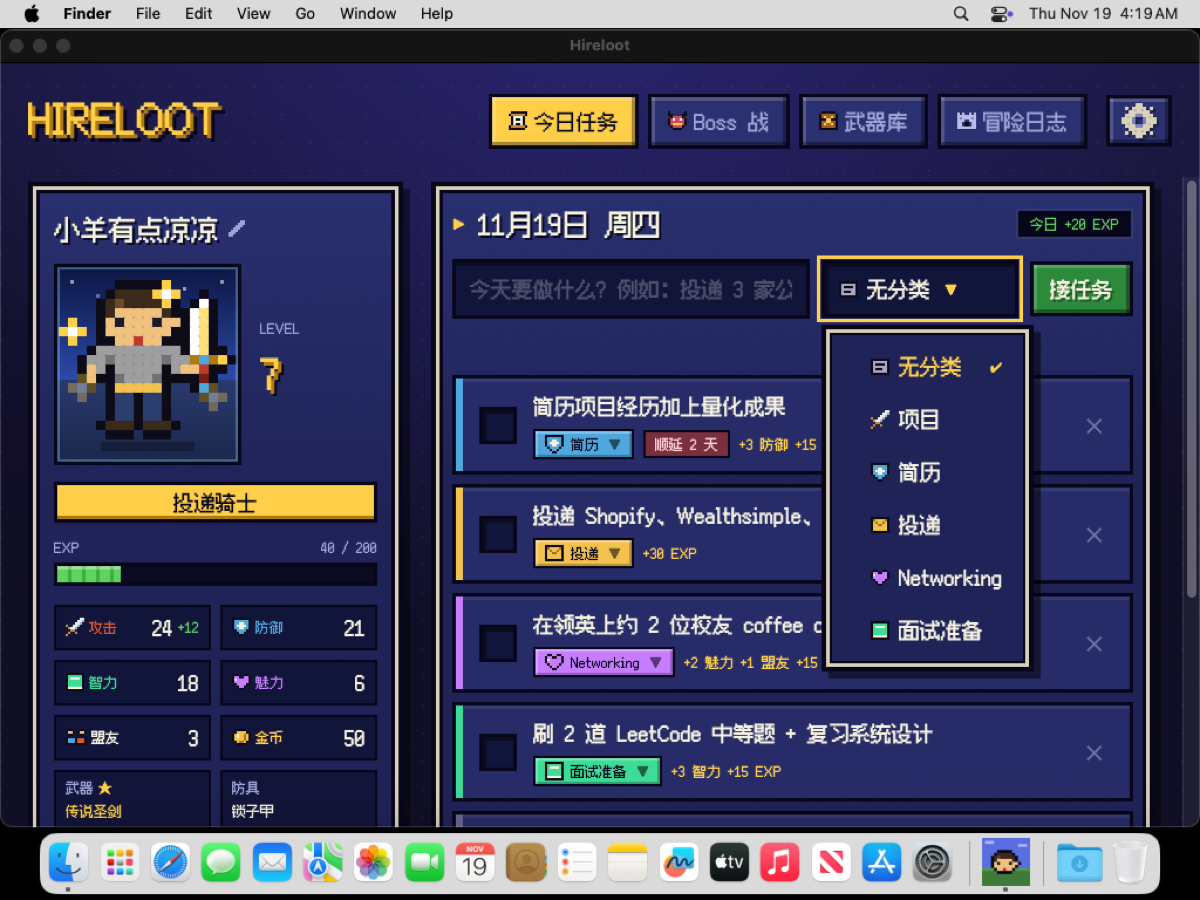 Finder File Edit View Go Window Help Thu Nov 19 4:19 AM
Hireloot
HIRELOOT
今日任务 Boss 战 武器库 冒险日志
小羊有点凉凉
LEVEL
7
投递骑士
EXP 40 / 200
攻击 24 +12 防御 21
智力 18 魅力 6
盟友 3 金币 50
武器 防具
传说圣剑 锁子甲
11月19日 周四 今日 +20 EXP
今天要做什么？例如：投递 3 家公 无分类 ▼ 接任务
无分类 ✔
项目
简历
投递
Networking
面试准备
简历项目经历加上量化成果
简历 ▼ 顺延 2 天 +3 防御 +15
投递 Shopify、Wealthsimple、
投递 ▼ +30 EXP
在领英上约 2 位校友 coffee
Networking ▼ +2 魅力 +1 盟友 +15
刷 2 道 LeetCode 中等题 + 复习系统设计
面试准备 ▼ +3 智力 +15 EXP
NOV
19
tv